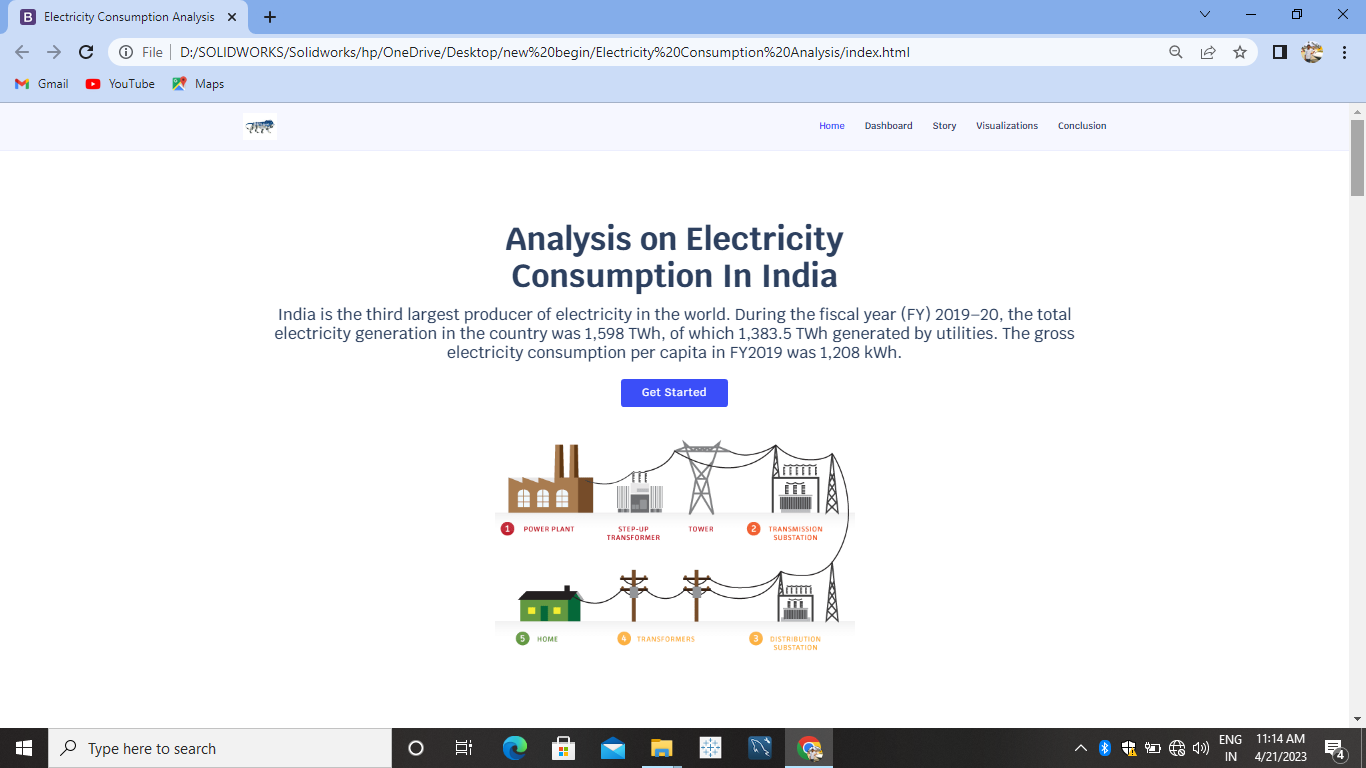 Electricity Consumption Analysis
File
D:/SOLIDWORKS/Solidworks/hp/OneDrive/Desktop/new%20begin/Electricity%20Consumption%20Analysis/index.html
Gmail YouTube Maps
Home Dashboard Story Visualizations Conclusion
Analysis on Electricity
Consumption In India
India is the third largest producer of electricity in the world. During the fiscal year (FY) 2019–20, the total
electricity generation in the country was 1,598 TWh, of which 1,383.5 TWh generated by utilities. The gross
electricity consumption per capita in FY2019 was 1,208 kWh.
Get Started
1 POWER PLANT
STEP-UP
TRANSFORMER
TOWER
2 TRANSMISSION
SUBSTATION
5 HOME
4 TRANSFORMERS
3 DISTRIBUTION
SUBSTATION
Type here to search
ENG
IN
11:14 AM
4/21/2023
4